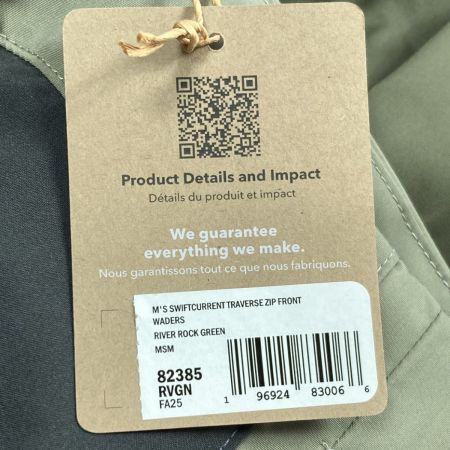 Product Details and Impact
Détails du produit et impact
We guarantee
everything we make.
Nous garantissons tout ce que nous fabriquons.
M'S SWIFTCURRENT TRAVERSE ZIP FRONT
WADERS
RIVER ROCK GREEN
MSM
82385
RVGN
FA25
1 96924 83006 6